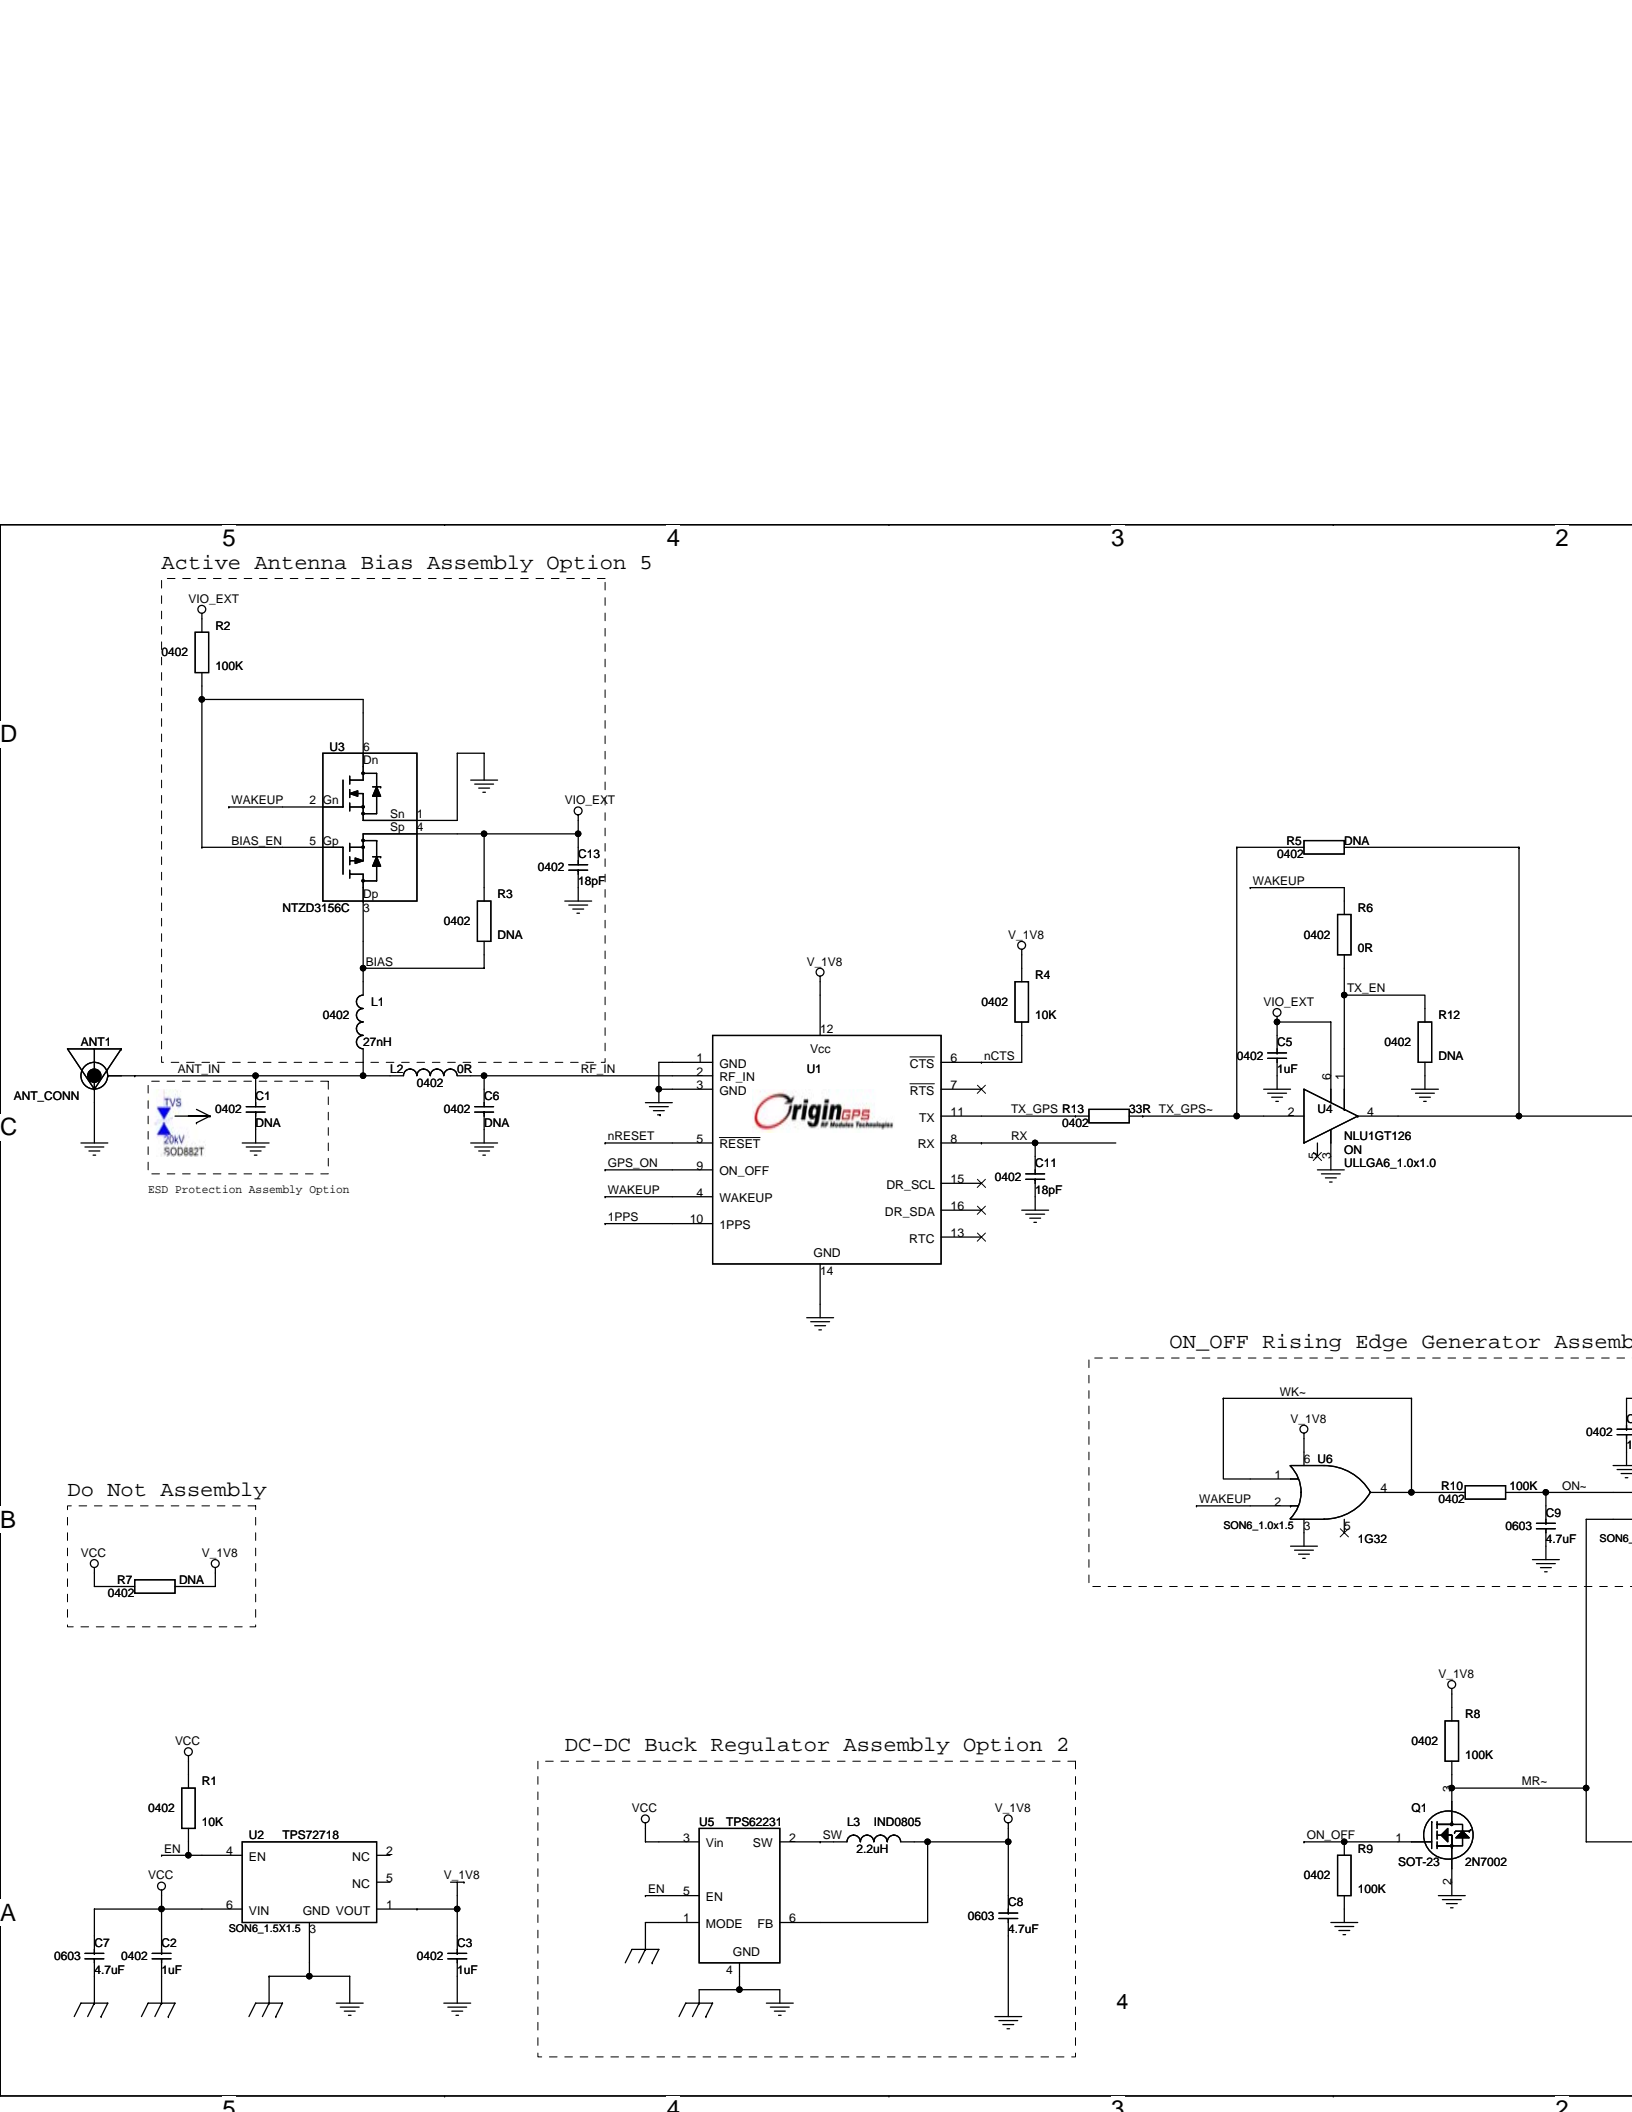 5
4
3
2
Active Antenna Bias Assembly Option 5
VIO_EXT
R2
0402
100K
D
U3
6
Dn
WAKEUP
2
Gn
Sn
1
Sp
4
VIO_EXT
BIAS_EN
5
Gp
C13
0402
18pF
Dp
NTZD3156C
3
R3
0402
DNA
BIAS
L1
0402
27nH
R5
DNA
0402
WAKEUP
R6
0402
0R
TX_EN
VIO_EXT
R12
0402
DNA
C5
0402
1uF
6
1
2
U4
4
NLU1GT126
ON
ULLGA6_1.0x1.0
5
3
V_1V8
R4
0402
10K
V_1V8
12
Vcc
U1
ANT1
ANT_CONN
ANT_IN
L2
0R
0402
RF_IN
C1
0402
DNA
C6
0402
DNA
TVS
20kV
SOD882T
ESD Protection Assembly Option
C
1
GND
2
RF_IN
3
GND
nRESET
5
RESET
GPS_ON
9
ON_OFF
WAKEUP
4
WAKEUP
1PPS
10
1PPS
OriginGPS
RF Modules Technologies
CTS
6
nCTS
RTS
7
TX
11
TX_GPS
R13
33R
0402
TX_GPS~
RX
8
RX
C11
0402
18pF
DR_SCL
15
DR_SDA
16
RTC
13
GND
14
ON_OFF Rising Edge Generator Assemb
WK~
V_1V8
6
U6
1
WAKEUP
2
4
SON6_1.0x1.5
3
5
1G32
R10
100K
0402
ON~
C9
0603
4.7uF
0402
SON6_
Do Not Assembly
B
VCC
V_1V8
R7
DNA
0402
V_1V8
R8
0402
100K
3
MR~
Q1
ON_OFF
1
SOT-23
2N7002
2
R9
0402
100K
VCC
R1
0402
10K
EN
4
U2
TPS72718
EN
NC
2
NC
5
VCC
6
VIN
GND
VOUT
1
V_1V8
SON6_1.5X1.5
3
A
C7
0603
4.7uF
C2
0402
1uF
C3
0402
1uF
DC-DC Buck Regulator Assembly Option 2
VCC
U5
TPS62231
3
Vin
SW
2
SW
L3
IND0805
2.2uH
V_1V8
EN
5
EN
1
MODE
FB
6
GND
4
C8
0603
4.7uF
4
5
4
3
2